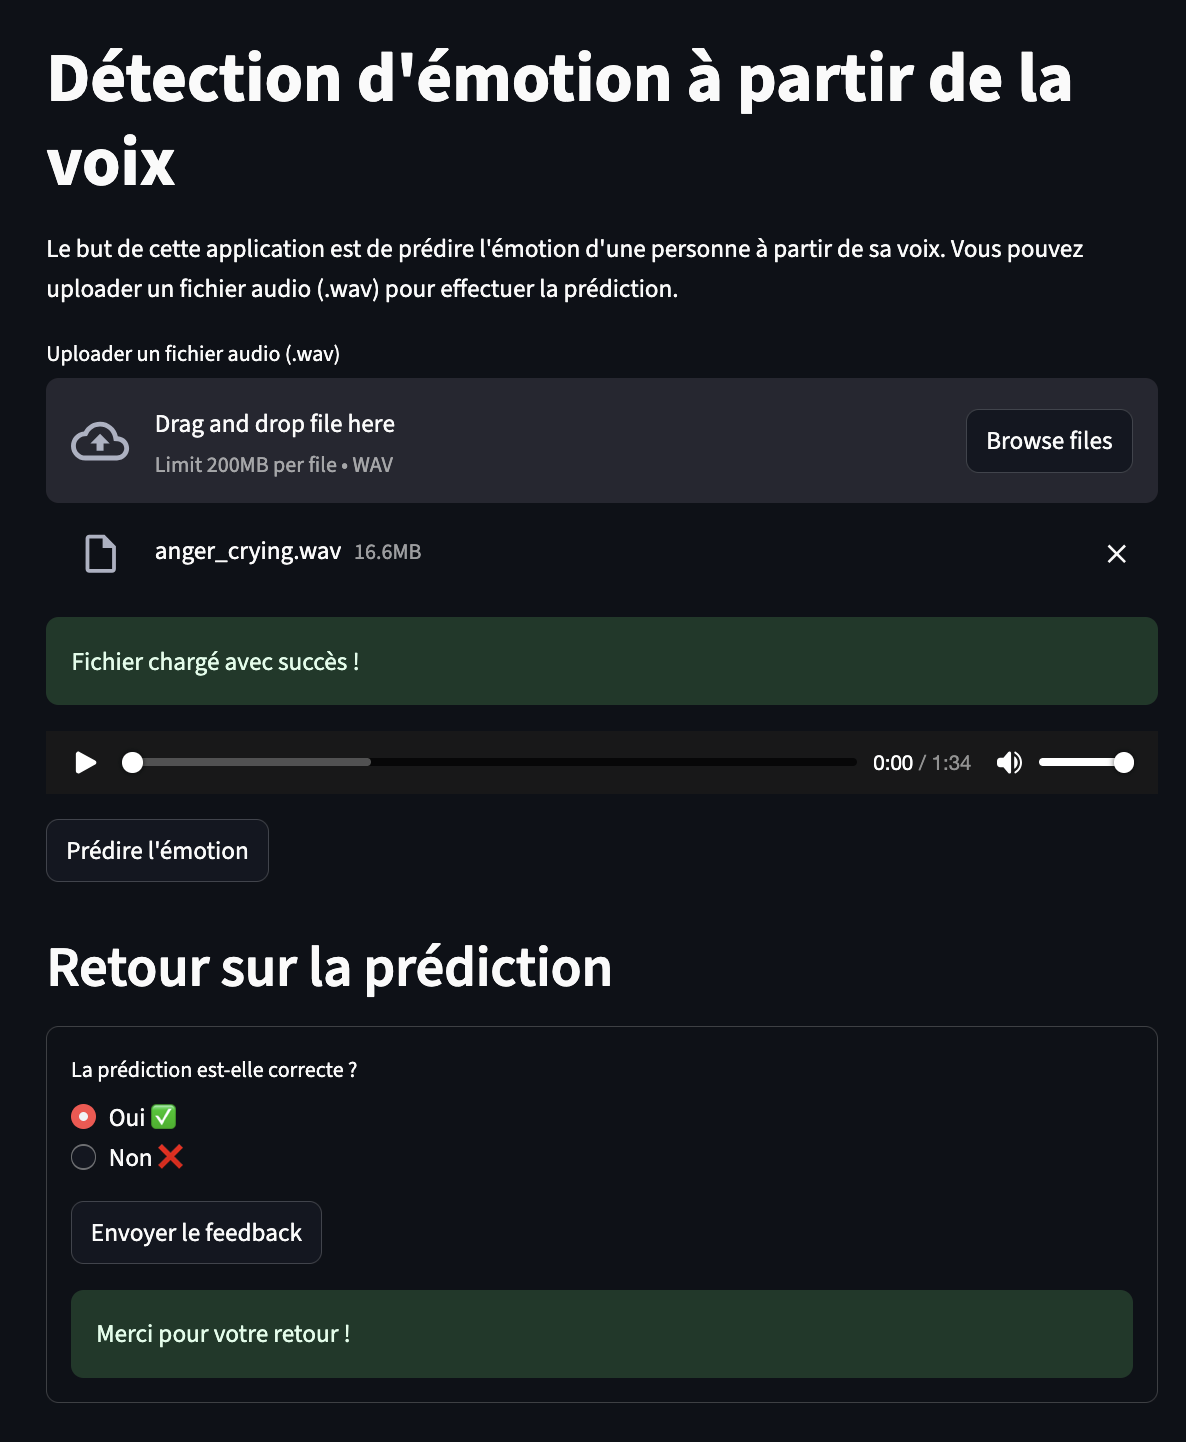 Détection d'émotion à partir de la
voix
Le but de cette application est de prédire l'émotion d'une personne à partir de sa voix. Vous pouvez
uploader un fichier audio (.wav) pour effectuer la prédiction.
Uploader un fichier audio (.wav)
Drag and drop file here
Limit 200MB per file • WAV
Browse files
anger_crying.wav 16.6MB
Fichier chargé avec succès !
0:00 / 1:34
Prédire l'émotion
Retour sur la prédiction
La prédiction est-elle correcte ?
Oui ✅
Non ❌
Envoyer le feedback
Merci pour votre retour !